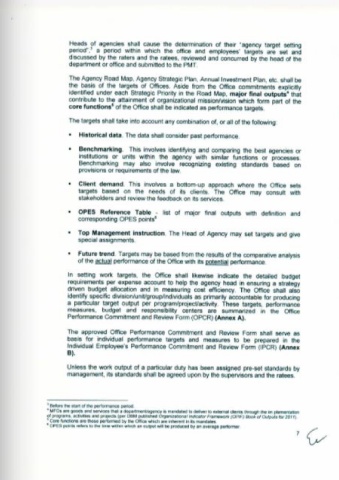 Heads of agencies shall cause the determination of their "agency target setting
period",³ a period within which the office and employees' targets are set and
discussed by the raters and the ratees, reviewed and concurred by the head of the
department or office and submitted to the PMT.
The Agency Road Map, Agency Strategic Plan, Annual Investment Plan, etc. shall be
the basis of the targets of Offices. Aside from the Office commitments explicitly
identified under each Strategic Priority in the Road Map, major final outputs⁴ that
contribute to the attainment of organizational mission/vision which form part of the
core functions⁵ of the Office shall be indicated as performance targets.
The targets shall take into account any combination of, or all of the following:
• Historical data. The data shall consider past performance.
• Benchmarking. This involves identifying and comparing the best agencies or
institutions or units within the agency with similar functions or processes.
Benchmarking may also involve recognizing existing standards based on
provisions or requirements of the law.
• Client demand. This involves a bottom-up approach where the Office sets
targets based on the needs of its clients. The Office may consult with
stakeholders and review the feedback on its services.
• OPES Reference Table - list of major final outputs with definition and
corresponding OPES points⁶
• Top Management instruction. The Head of Agency may set targets and give
special assignments.
• Future trend. Targets may be based from the results of the comparative analysis
of the actual performance of the Office with its potential performance.
In setting work targets, the Office shall likewise indicate the detailed budget
requirements per expense account to help the agency head in ensuring a strategy
driven budget allocation and in measuring cost efficiency. The Office shall also
identify specific division/unit/group/individuals as primarily accountable for producing
a particular target output per program/project/activity. These targets, performance
measures, budget and responsibility centers are summarized in the Office
Performance Commitment and Review Form (OPCR) (Annex A).
The approved Office Performance Commitment and Review Form shall serve as
basis for individual performance targets and measures to be prepared in the
Individual Employee's Performance Commitment and Review Form (IPCR) (Annex
B).
Unless the work output of a particular duty has been assigned pre-set standards by
management, its standards shall be agreed upon by the supervisors and the ratees.
³ Before the start of the performance period
⁴ MFOs are goods and services that a department/agency is mandated to deliver to external clients through the implementation
of programs, activities and projects (per DBM published Organizational Indicator Framework (OPIF) Book of Outputs for 2011).
⁵ Core functions are those performed by the Office which are inherent in its mandates.
⁶ OPES points refers to the time within which an output will be produced by an average performer.
7